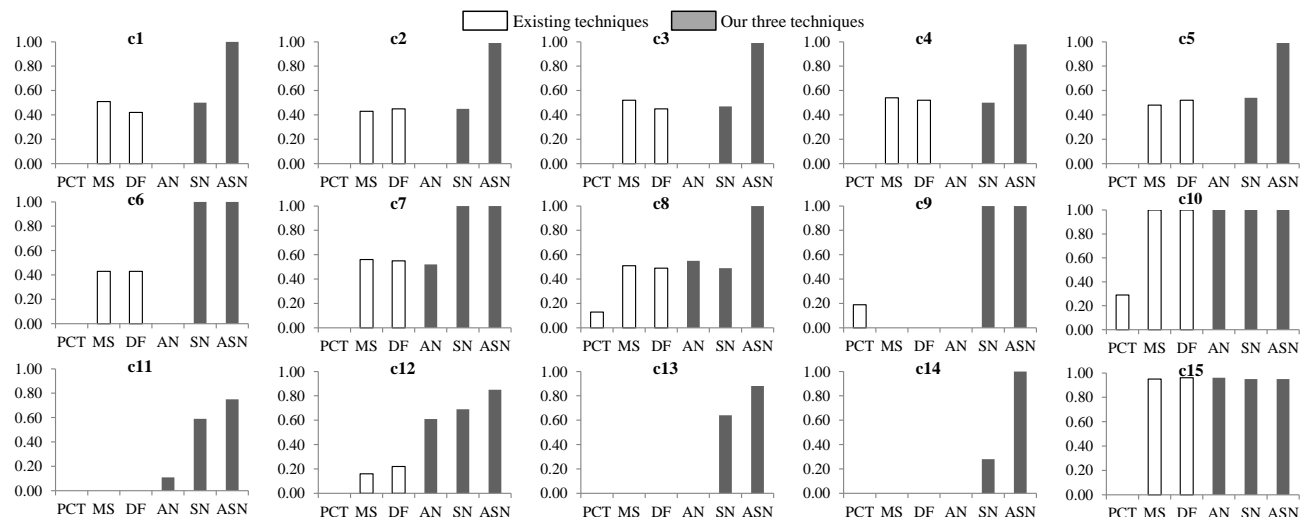 Existing techniques Our three techniques
c1 c2 c3 c4 c5
1.00 1.00 1.00 1.00 1.00
0.80 0.80 0.80 0.80 0.80
0.60 0.60 0.60 0.60 0.60
0.40 0.40 0.40 0.40 0.40
0.20 0.20 0.20 0.20 0.20
0.00 0.00 0.00 0.00 0.00
PCT MS DF AN SN ASN PCT MS DF AN SN ASN PCT MS DF AN SN ASN PCT MS DF AN SN ASN PCT MS DF AN SN ASN
c6 c7 c8 c9 c10
1.00 1.00 1.00 1.00 1.00
0.80 0.80 0.80 0.80 0.80
0.60 0.60 0.60 0.60 0.60
0.40 0.40 0.40 0.40 0.40
0.20 0.20 0.20 0.20 0.20
0.00 0.00 0.00 0.00 0.00
PCT MS DF AN SN ASN PCT MS DF AN SN ASN PCT MS DF AN SN ASN PCT MS DF AN SN ASN PCT MS DF AN SN ASN
c11 c12 c13 c14 c15
1.00 1.00 1.00 1.00 1.00
0.80 0.80 0.80 0.80 0.80
0.60 0.60 0.60 0.60 0.60
0.40 0.40 0.40 0.40 0.40
0.20 0.20 0.20 0.20 0.20
0.00 0.00 0.00 0.00 0.00
PCT MS DF AN SN ASN PCT MS DF AN SN ASN PCT MS DF AN SN ASN PCT MS DF AN SN ASN PCT MS DF AN SN ASN